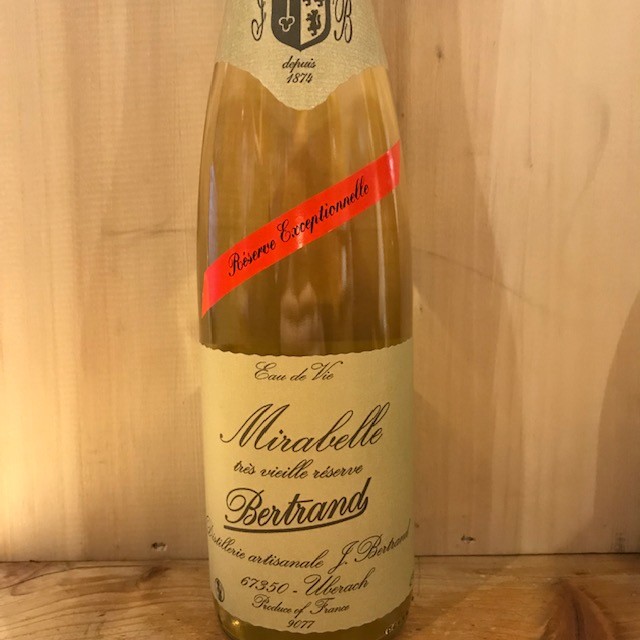 J B
depuis
1874
Réserve Exceptionnelle
Eau de Vie
Mirabelle
très vieille réserve
Bertrand
Distillerie artisanale J. Bertrand
67350 - Uberach
Produce of France
9077